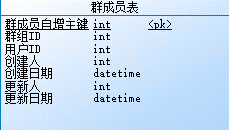 群成员表
群成员自增主键 int <pk>
群组ID int
用户ID int
创建人 int
创建日期 datetime
更新人 int
更新日期 datetime